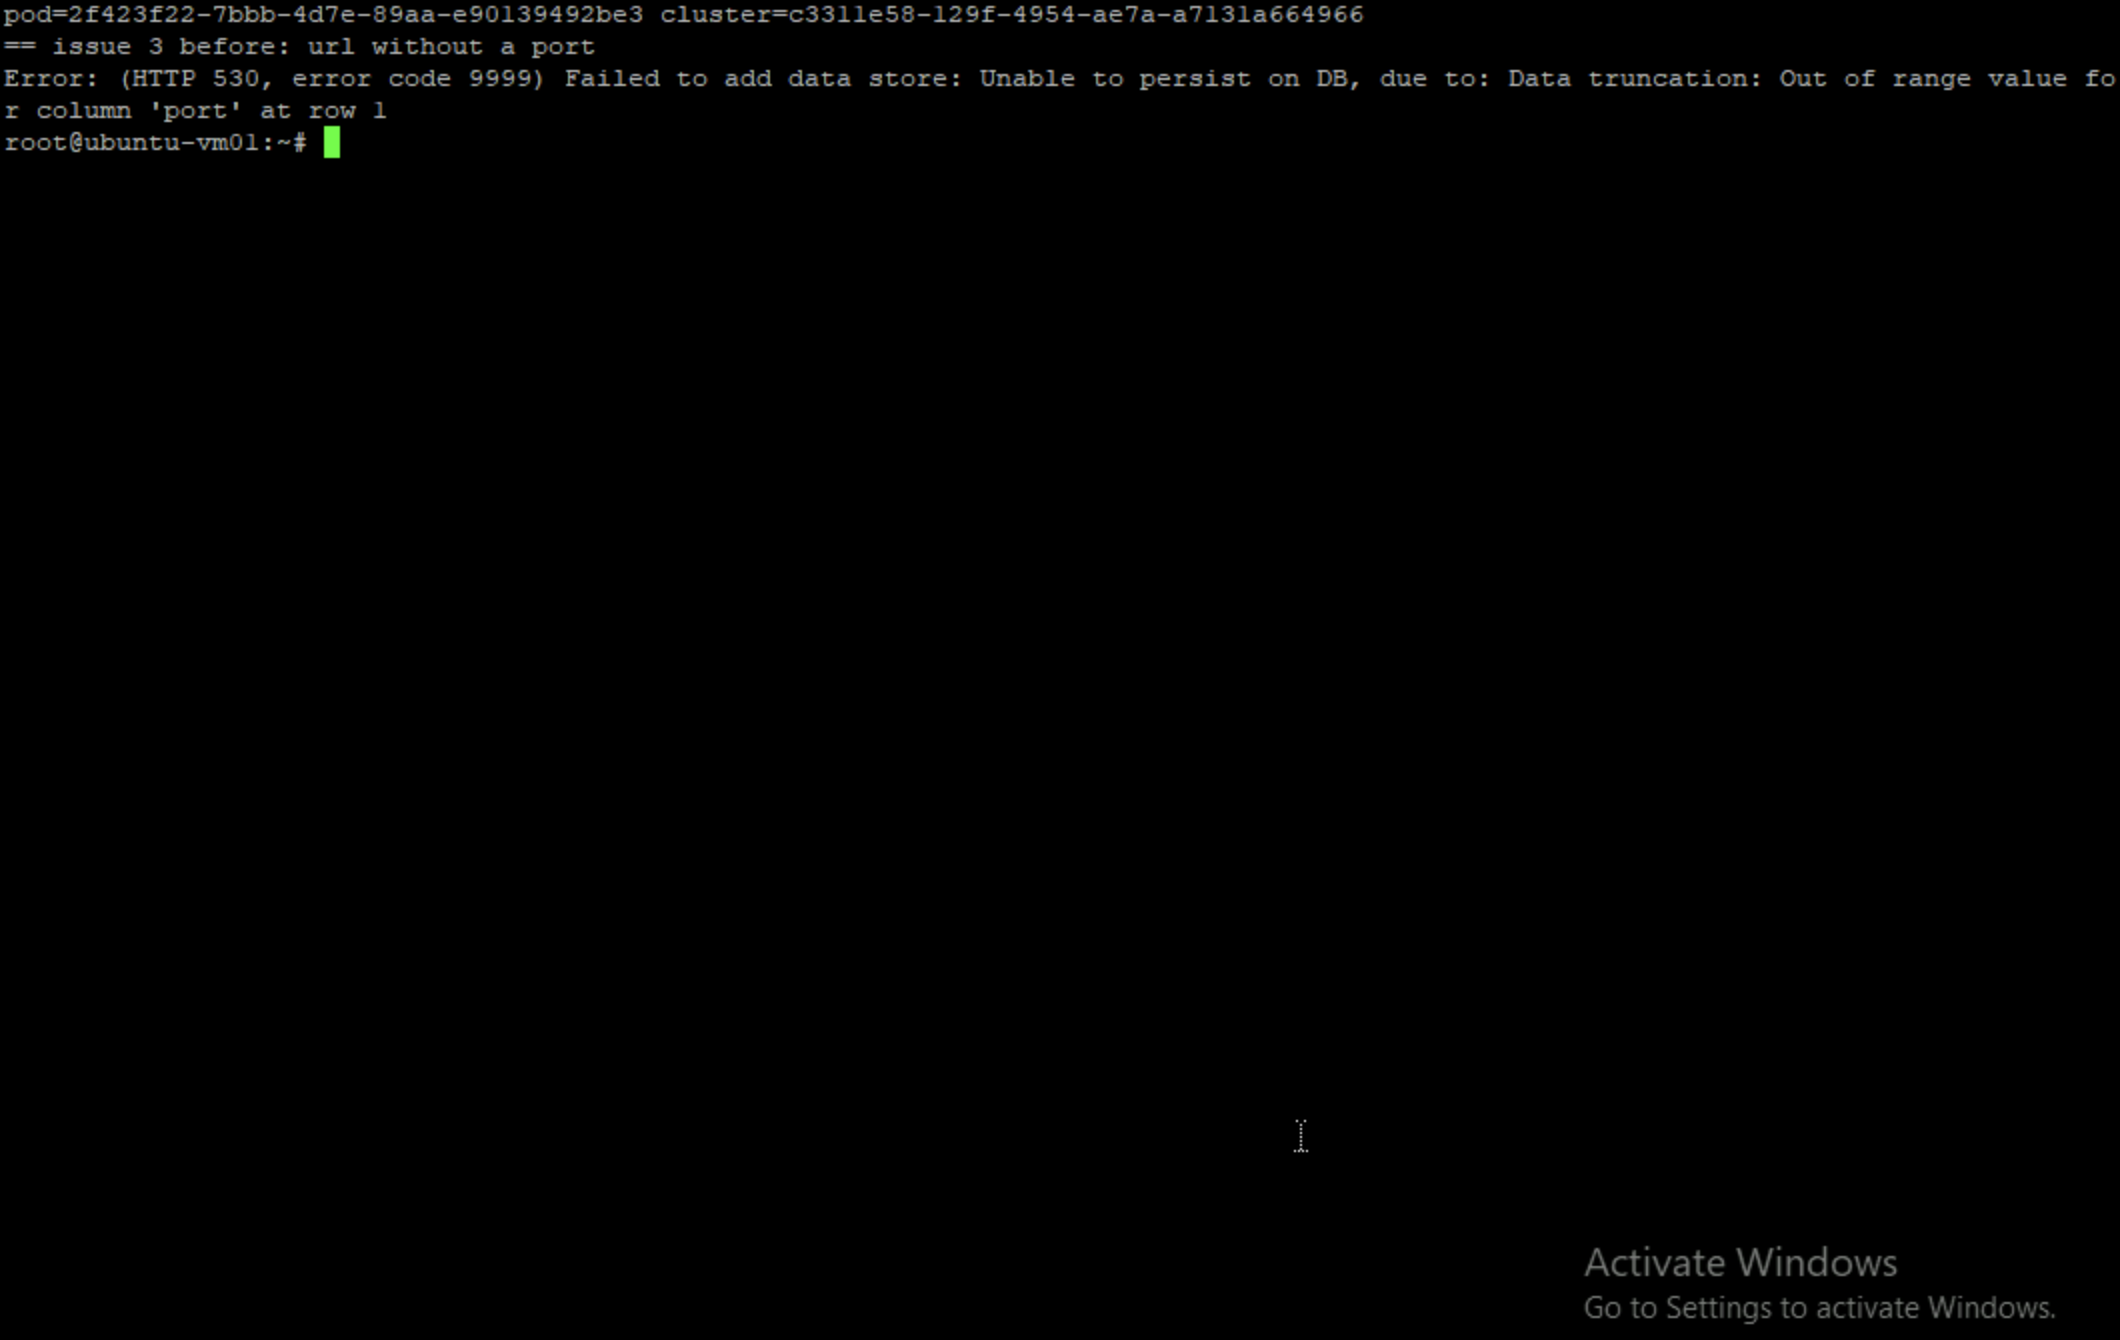 pod=2f423f22-7bbb-4d7e-89aa-e90139492be3 cluster=c3311e58-129f-4954-ae7a-a7131a664966
== issue 3 before: url without a port
Error: (HTTP 530, error code 9999) Failed to add data store: Unable to persist on DB, due to: Data truncation: Out of range value fo
r column 'port' at row 1
root@ubuntu-vm01:~#
Activate Windows
Go to Settings to activate Windows.